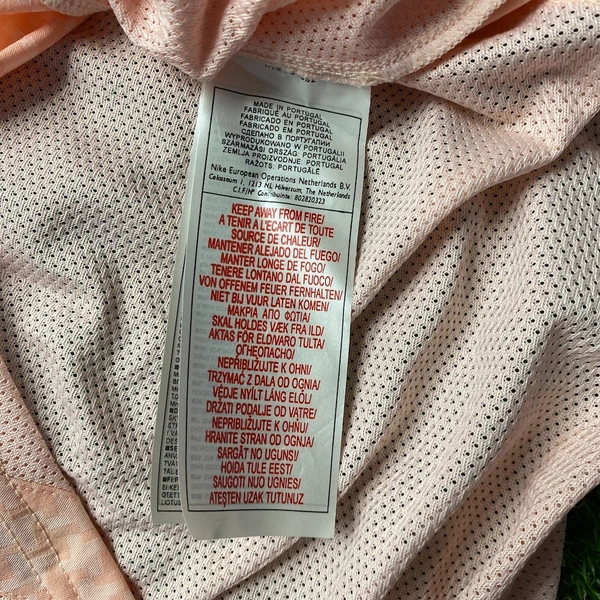 MADE IN PORTUGAL
FABRIQUÉ AU PORTUGAL
FABRICADO EN PORTUGAL
FABRICADO EM PORTUGAL
СДЕЛАНО В ПОРТУГАЛИИ
WYPRODUKOWANO W PORTUGALII
SZÁRMAZÁSI ORSZÁG: PORTUGÁLIA
ZEMLJA PROIZVODNJE: PORTUGAL
RAŽOTS: PORTUGĀLE
Nike European Operations Netherlands B.V.
Colosseum 1, 1213 NL Hilversum, The Netherlands
C.I.F/Nº Contribuinte: 802820323
KEEP AWAY FROM FIRE/
A TENIR A L'ECART DE TOUTE
SOURCE DE CHALEUR/
MANTENER ALEJADO DEL FUEGO/
MANTER LONGE DE FOGO/
TENERE LONTANO DAL FUOCO/
VON OFFENEM FEUER FERNHALTEN/
NIET BIJ VUUR LATEN KOMEN/
ΜΑΚΡΙΑ ΑΠΟ ΦΩΤΙΑ/
SKAL HOLDES VÆK FRA ILD/
AKTAS FÖR ELD/VARO TULTA/
ОГНЕОПАСНО/
NEPŘIBLIŽUJTE K OHNI/
TRZYMAĆ Z DALA OD OGNIA/
VÉDJE NYÍLT LÁNG ELŐL/
DRŽATI PODALJE OD VATRE/
NEPRIBLIŽUJTE K OHŇU/
HRANITE STRAN OD OGNJA/
SARGĀT NO UGUNS!/
HOIDA TULE EEST/
SAUGOTI NUO UGNIES/
ATEŞTEN UZAK TUTUNUZ